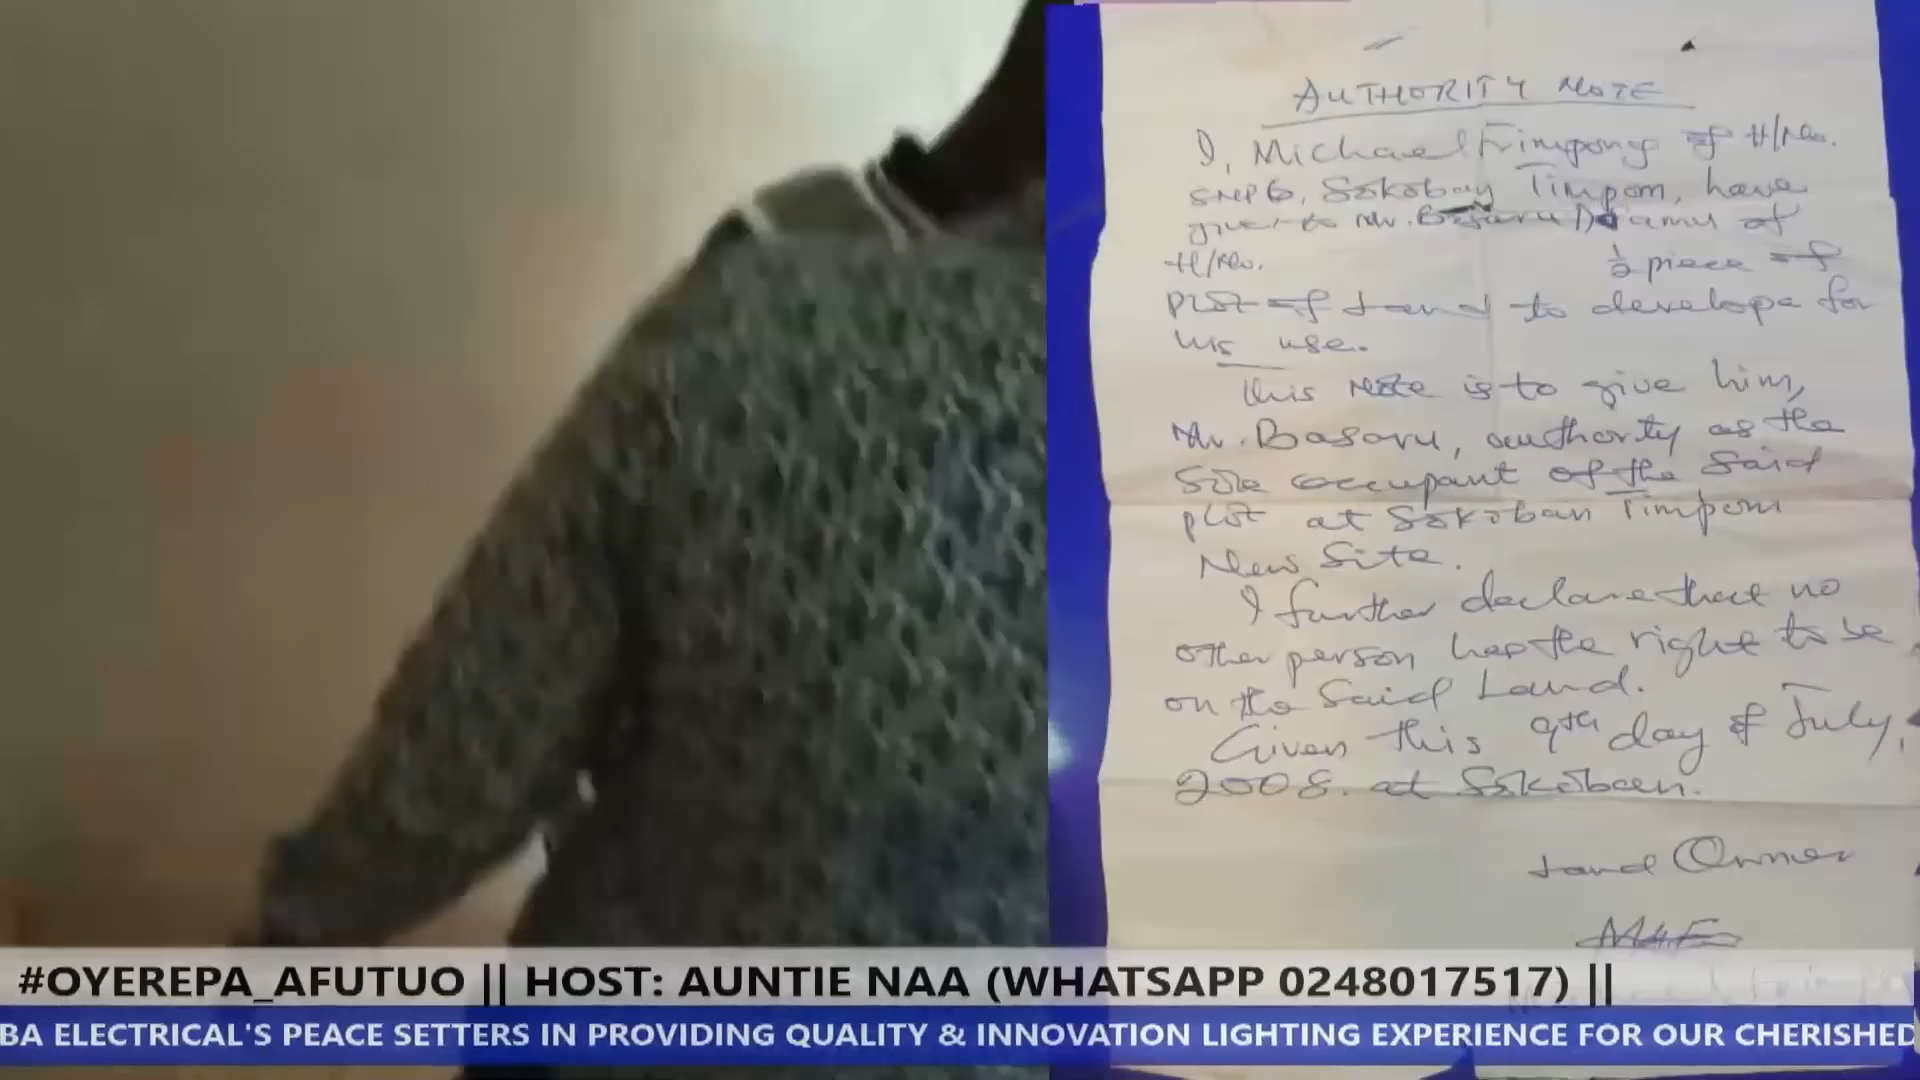 AUTHORITY NOTE
I, Michael Frimpong of H/No.
Sokoban Timpom, have
give to Mr. Basaru of
H/No. ½ piece of
plot of Land to develope for
his use.
This Note is to give him,
Mr. Basaru, authority as the
sole occupant of the said
plot at Sokoban Timpom
New Site.
I further declare that no
other person has the right to be
on the said Land.
Given this 9th day of July,
2008. at Sokoban.
Land Owner
#OYEREPA_AFUTUO || HOST: AUNTIE NAA (WHATSAPP 0248017517) ||
BA ELECTRICAL'S PEACE SETTERS IN PROVIDING QUALITY & INNOVATION LIGHTING EXPERIENCE FOR OUR CHERISHED